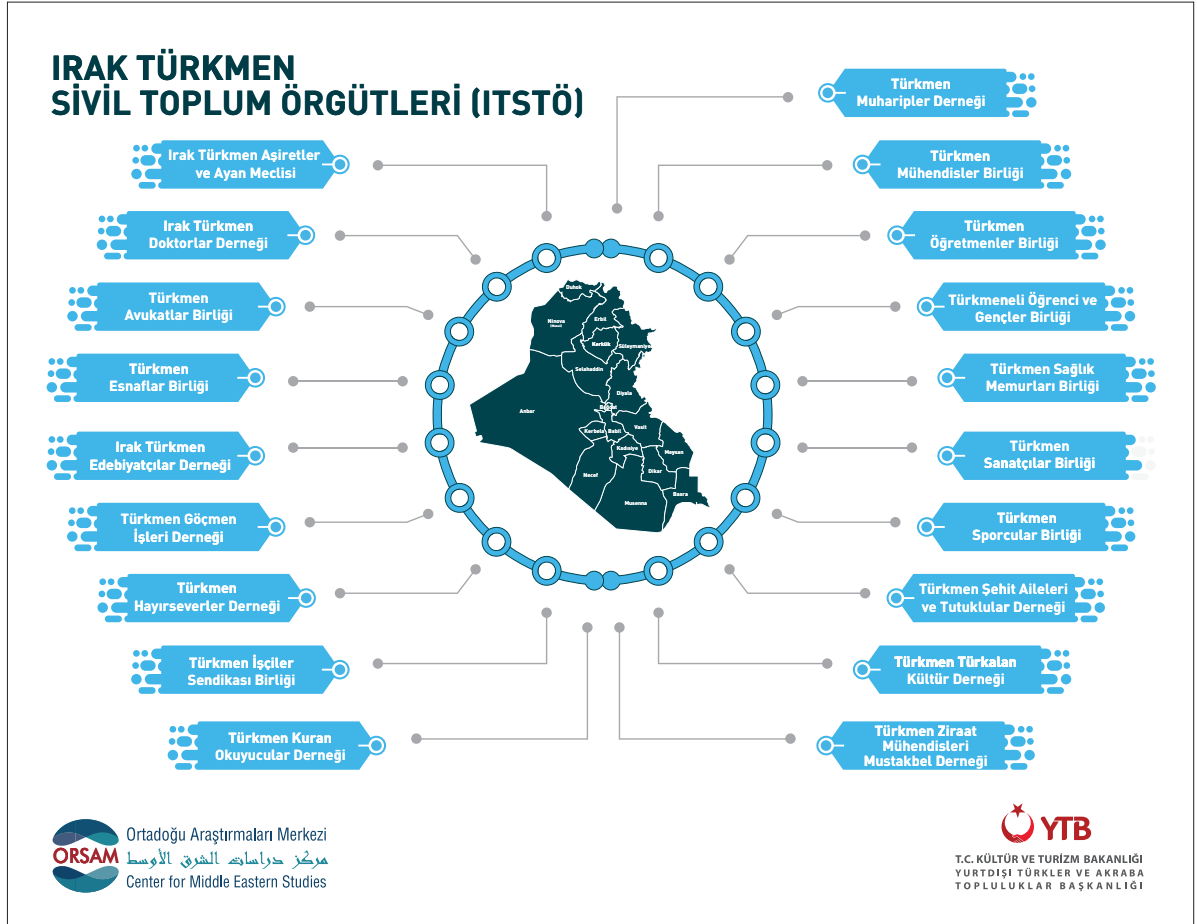 IRAK TÜRKMEN
SİVİL TOPLUM ÖRGÜTLERİ (ITSTÖ)
Irak Türkmen Aşiretler
ve Ayan Meclisi
Irak Türkmen
Doktorlar Derneği
Türkmen
Avukatlar Birliği
Türkmen
Esnaflar Birliği
Irak Türkmen
Edebiyatçılar Derneği
Türkmen Göçmen
İşleri Derneği
Türkmen
Hayırseverler Derneği
Türkmen İşçiler
Sendikası Birliği
Türkmen Kuran
Okuyucular Derneği
Türkmen
Muharipler Derneği
Türkmen
Mühendisler Birliği
Türkmen
Öğretmenler Birliği
Türkmeneli Öğrenci ve
Gençler Birliği
Türkmen Sağlık
Memurları Birliği
Türkmen
Sanatçılar Birliği
Türkmen
Sporcular Birliği
Türkmen Şehit Aileleri
ve Tutuklular Derneği
Türkmen Türkalan
Kültür Derneği
Türkmen Ziraat
Mühendisleri
Mustakbel Derneği
Duhok
Ninova
(Musul)
Erbil
Kerkük
Süleymaniye
Selahaddin
Diyala
Anbar
Bağdat
Kerbela
Babil
Vasit
Kadısiye
Meysan
Necef
Dikar
Musanna
Basra
ORSAM
Ortadoğu Araştırmaları Merkezi
مركز دراسات الشرق الأوسط
Center for Middle Eastern Studies
YTB
T.C. KÜLTÜR VE TURİZM BAKANLIĞI
YURTDIŞI TÜRKLER VE AKRABA
TOPLULUKLAR BAŞKANLIĞI